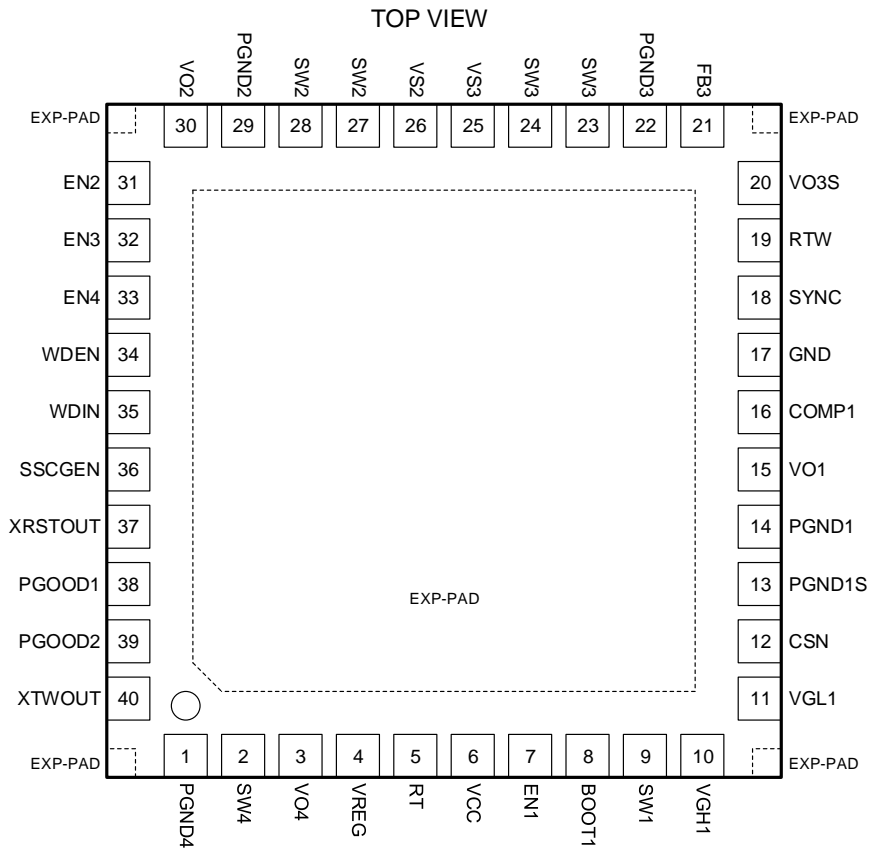 TOP VIEW
VO2 PGND2 SW2 SW2 VS2 VS3 SW3 SW3 PGND3 FB3
EXP-PAD 30 29 28 27 26 25 24 23 22 21 EXP-PAD
EN2 31 20 VO3S
EN3 32 19 RTW
EN4 33 18 SYNC
WDEN 34 17 GND
WDIN 35 16 COMP1
SSCGEN 36 15 VO1
XRSTOUT 37 14 PGND1
PGOOD1 38 EXP-PAD 13 PGND1S
PGOOD2 39 12 CSN
XTWOUT 40 11 VGL1
EXP-PAD 1 2 3 4 5 6 7 8 9 10 EXP-PAD
PGND4 SW4 VO4 VREG RT VCC EN1 BOOT1 SW1 VGH1